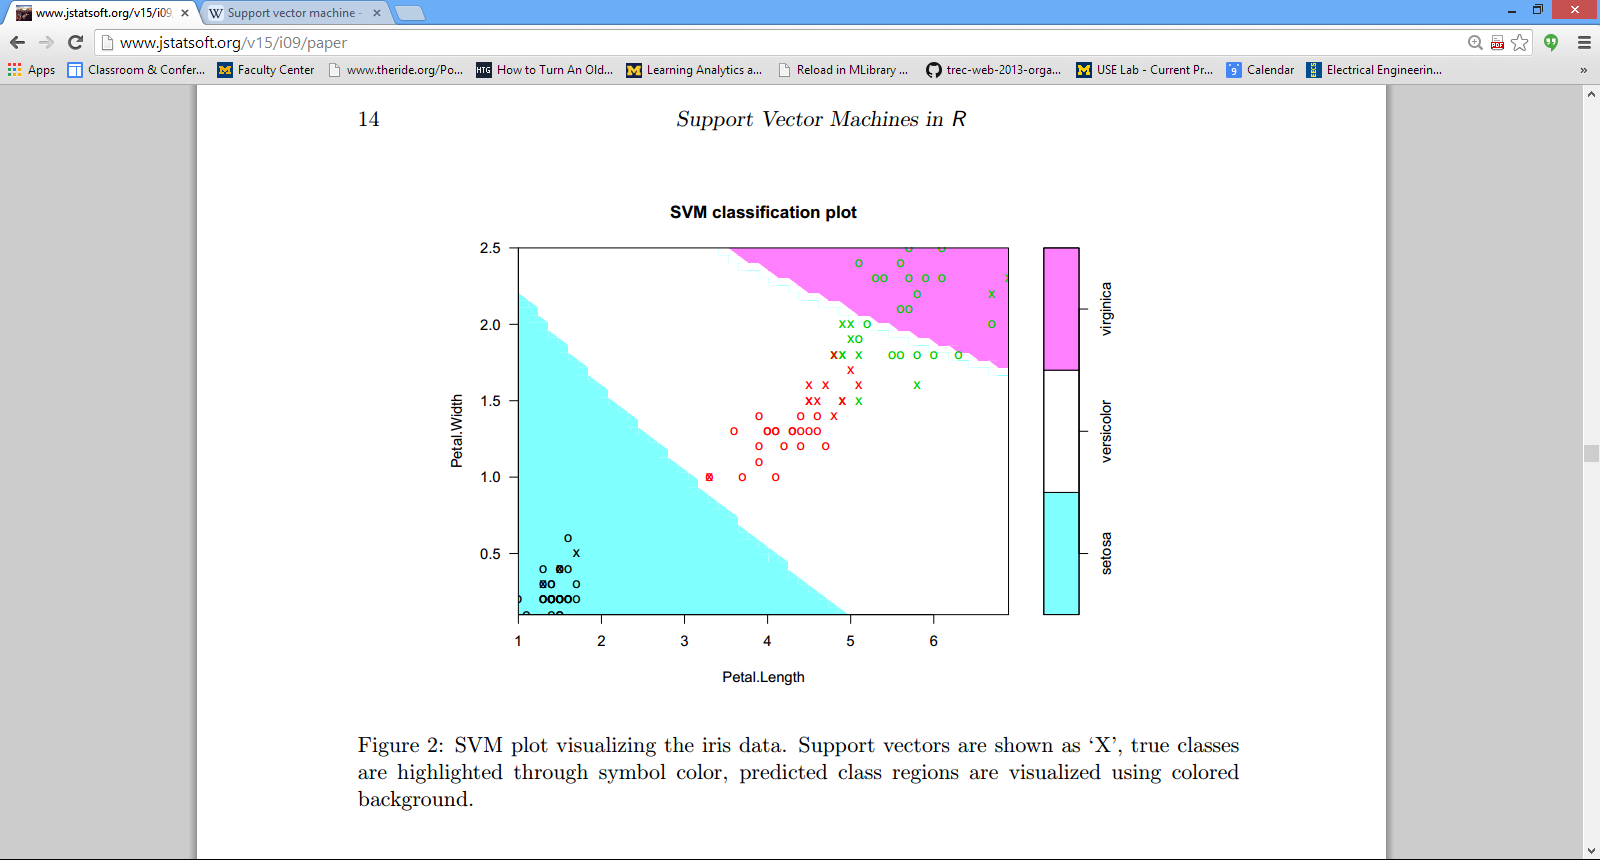 www.jstatsoft.org/v15/i09
Support vector machine -
www.jstatsoft.org/v15/i09/paper
Apps
Classroom & Confer...
Faculty Center
www.theride.org/Po...
HTG
How to Turn An Old...
Learning Analytics a...
Reload in MLibrary ...
trec-web-2013-orga...
USE Lab - Current Pr...
9
Calendar
EECS
Electrical Engineerin...
»
14
Support Vector Machines in R
SVM classification plot
2.5
2.0
1.5
1.0
0.5
Petal.Width
1 2 3 4 5 6
Petal.Length
virginica
versicolor
setosa
Figure 2: SVM plot visualizing the iris data. Support vectors are shown as ‘X’, true classes
are highlighted through symbol color, predicted class regions are visualized using colored
background.